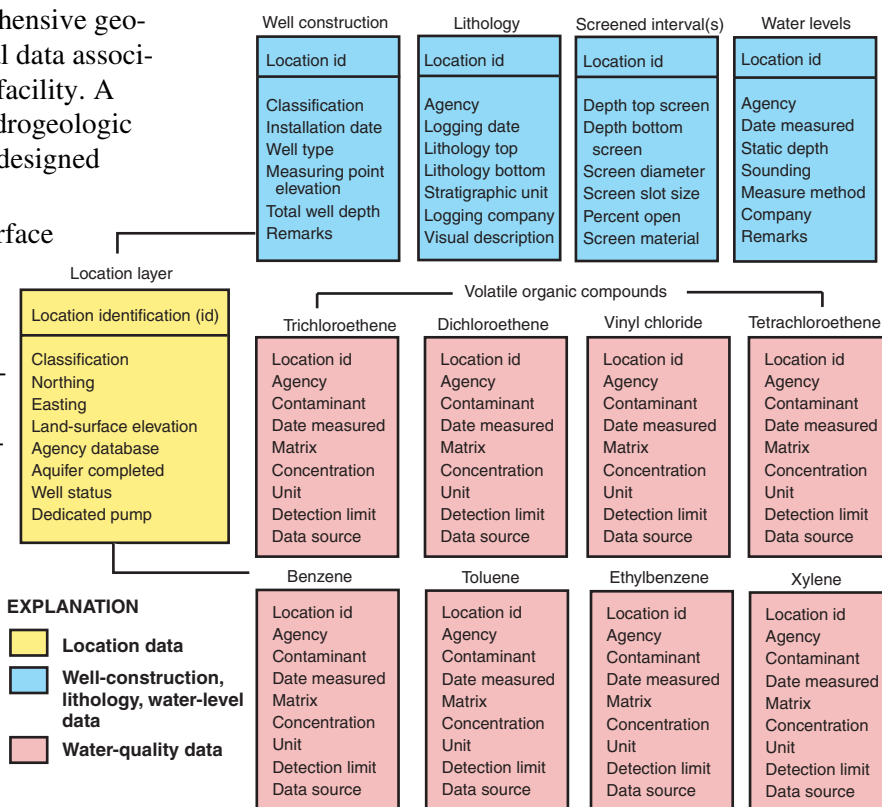 hensive geo-
l data associ-
facility. A
drogeologic
designed
rface
Well construction
Location id
Classification
Installation date
Well type
Measuring point
elevation
Total well depth
Remarks
Lithology
Location id
Agency
Logging date
Lithology top
Lithology bottom
Stratigraphic unit
Logging company
Visual description
Screened interval(s)
Location id
Depth top screen
Depth bottom
screen
Screen diameter
Screen slot size
Percent open
Screen material
Water levels
Location id
Agency
Date measured
Static depth
Sounding
Measure method
Company
Remarks
Location layer
Location identification (id)
Classification
Northing
Easting
Land-surface elevation
Agency database
Aquifer completed
Well status
Dedicated pump
Volatile organic compounds
Trichloroethene
Location id
Agency
Contaminant
Date measured
Matrix
Concentration
Unit
Detection limit
Data source
Dichloroethene
Location id
Agency
Contaminant
Date measured
Matrix
Concentration
Unit
Detection limit
Data source
Vinyl chloride
Location id
Agency
Contaminant
Date measured
Matrix
Concentration
Unit
Detection limit
Data source
Tetrachloroethene
Location id
Agency
Contaminant
Date measured
Matrix
Concentration
Unit
Detection limit
Data source
Benzene
Location id
Agency
Contaminant
Date measured
Matrix
Concentration
Unit
Detection limit
Data source
Toluene
Location id
Agency
Contaminant
Date measured
Matrix
Concentration
Unit
Detection limit
Data source
Ethylbenzene
Location id
Agency
Contaminant
Date measured
Matrix
Concentration
Unit
Detection limit
Data source
Xylene
Location id
Agency
Contaminant
Date measured
Matrix
Concentration
Unit
Detection limit
Data source
EXPLANATION
Location data
Well-construction,
lithology, water-level
data
Water-quality data